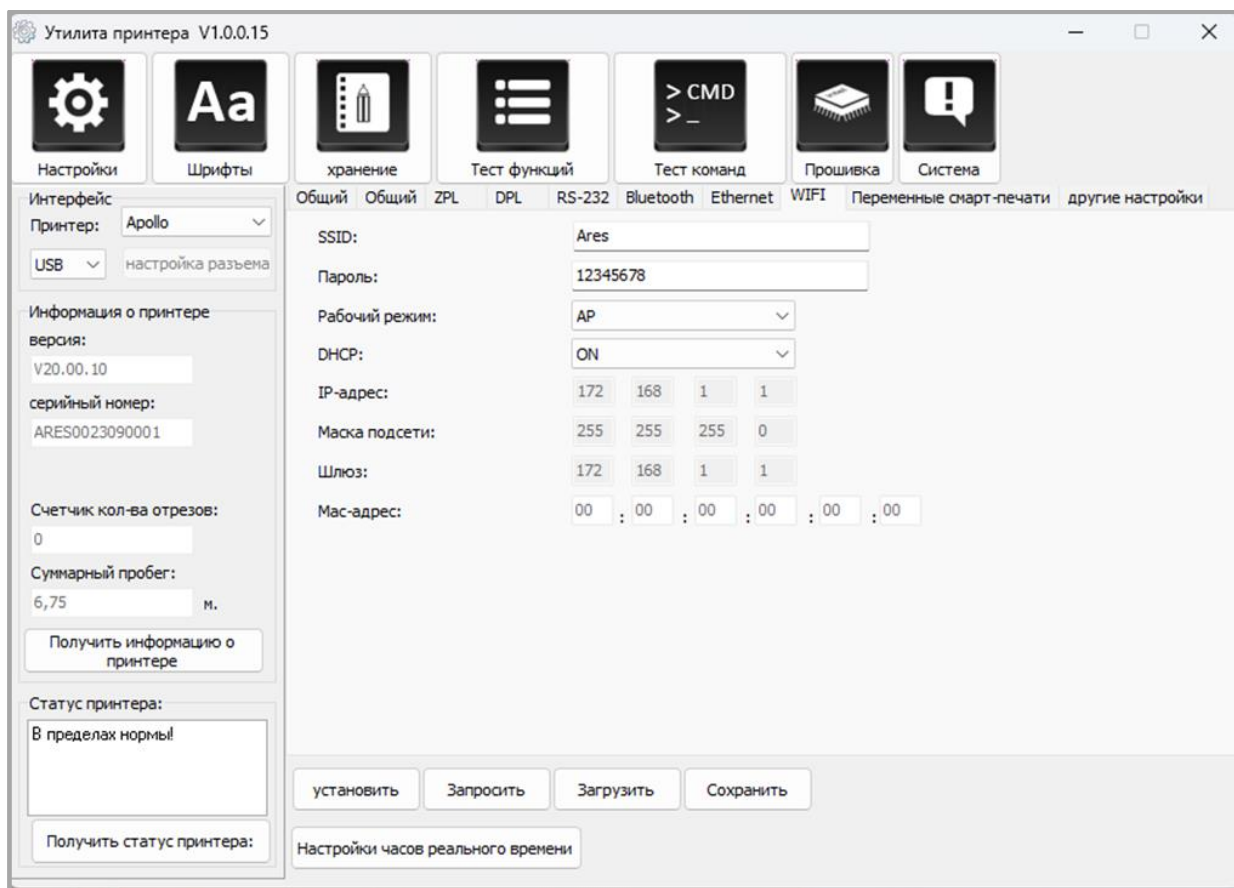 Утилита принтера V1.0.0.15
> CMD
> _
Aa
Настройки
Шрифты
хранение
Тест функций
Тест команд
Прошивка
Система
Интерфейс
Принтер:
Apollo
USB
настройка разъема
Информация о принтере
версия:
V20.00.10
серийный номер:
ARES0023090001
Счетчик кол-ва отрезов:
0
Суммарный пробег:
6,75 м.
Получить информацию о
принтере
Статус принтера:
В пределах нормы!
Получить статус принтера:
Общий Общий ZPL DPL RS-232 Bluetooth Ethernet WIFI Переменные смарт-печати другие настройки
SSID: Ares
Пароль: 12345678
Рабочий режим: AP
DHCP: ON
IP-адрес: 172 168 1 1
Маска подсети: 255 255 255 0
Шлюз: 172 168 1 1
Мас-адрес: 00 : 00 : 00 : 00 : 00 : 00
установить Запросить Загрузить Сохранить
Настройки часов реального времени